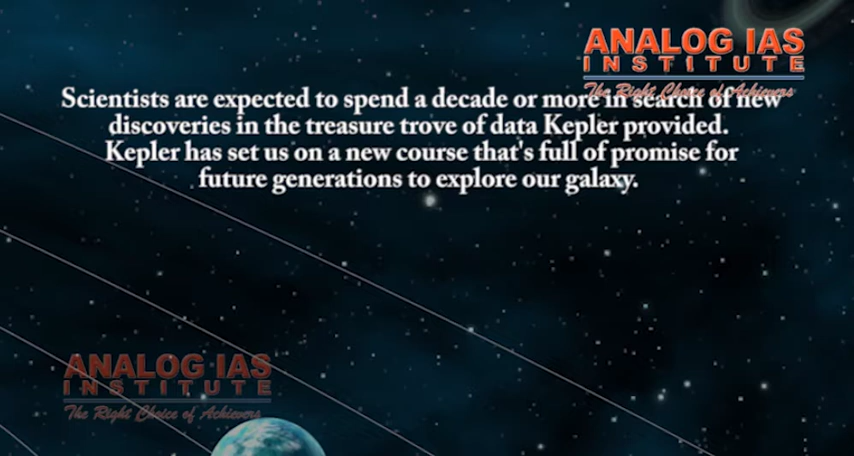 ANALOG IAS
INSTITUTE
The Right Choice of Achievers
Scientists are expected to spend a decade or more in search of new
discoveries in the treasure trove of data Kepler provided.
Kepler has set us on a new course that's full of promise for
future generations to explore our galaxy.
ANALOG IAS
INSTITUTE
The Right Choice of Achievers